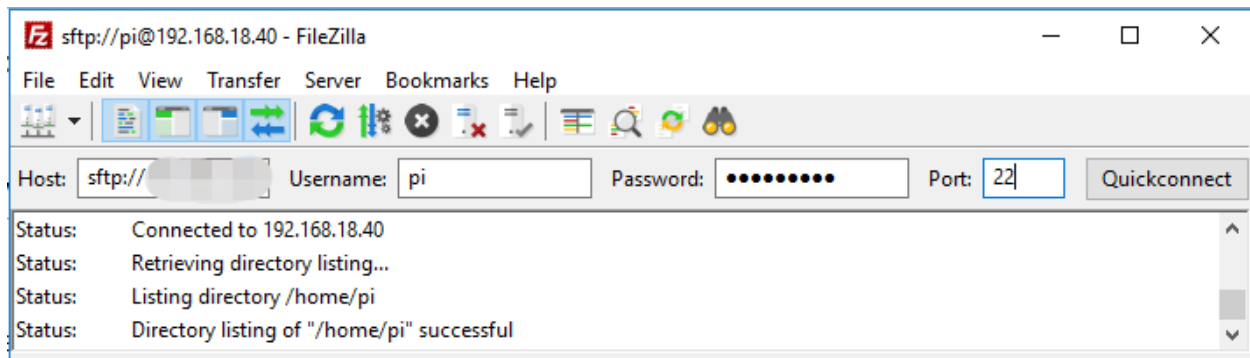 sftp://pi@192.168.18.40 - FileZilla
File Edit View Transfer Server Bookmarks Help
Host: sftp:// Username: pi Password: ●●●●●●●●● Port: 22 Quickconnect
Status: Connected to 192.168.18.40
Status: Retrieving directory listing...
Status: Listing directory /home/pi
Status: Directory listing of "/home/pi" successful